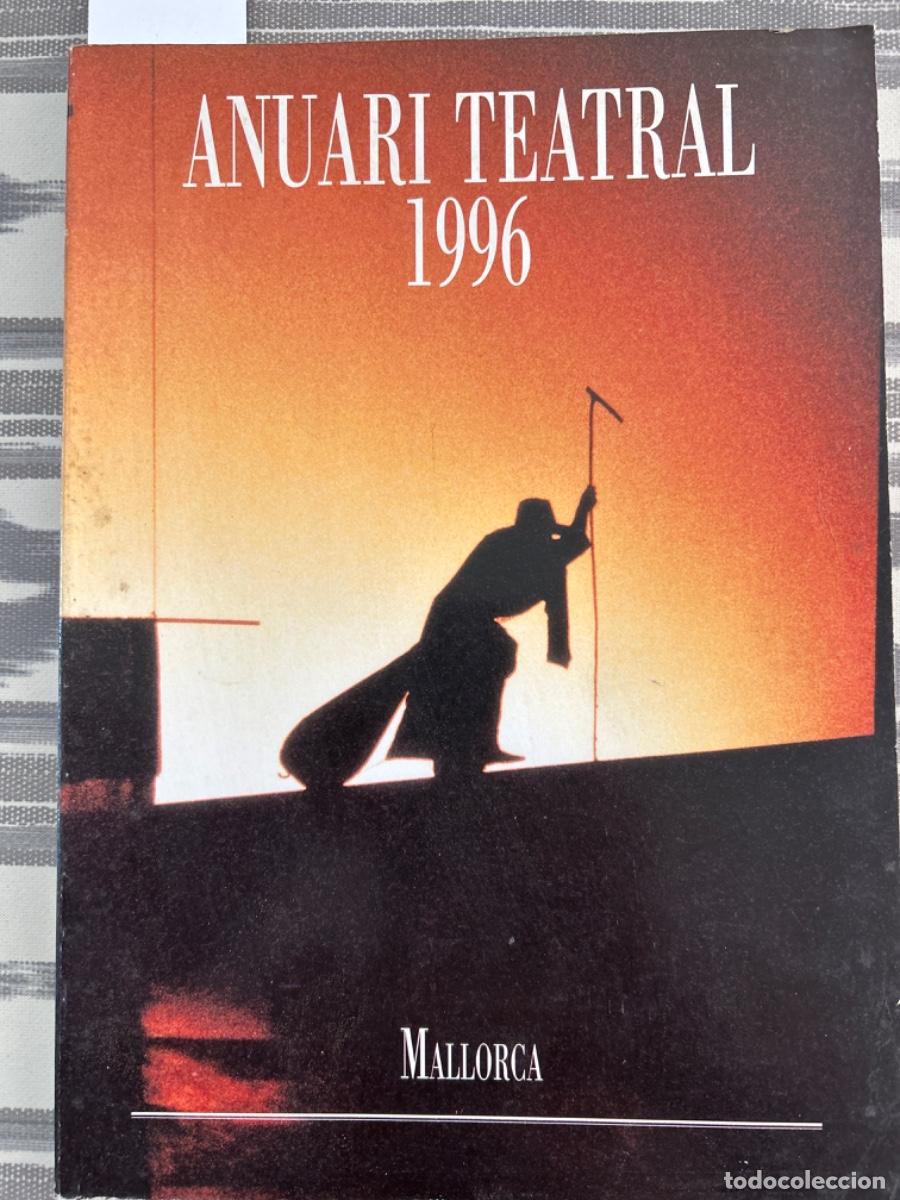 ANUARI TEATRAL
1996
MALLORCA
todocoleccion